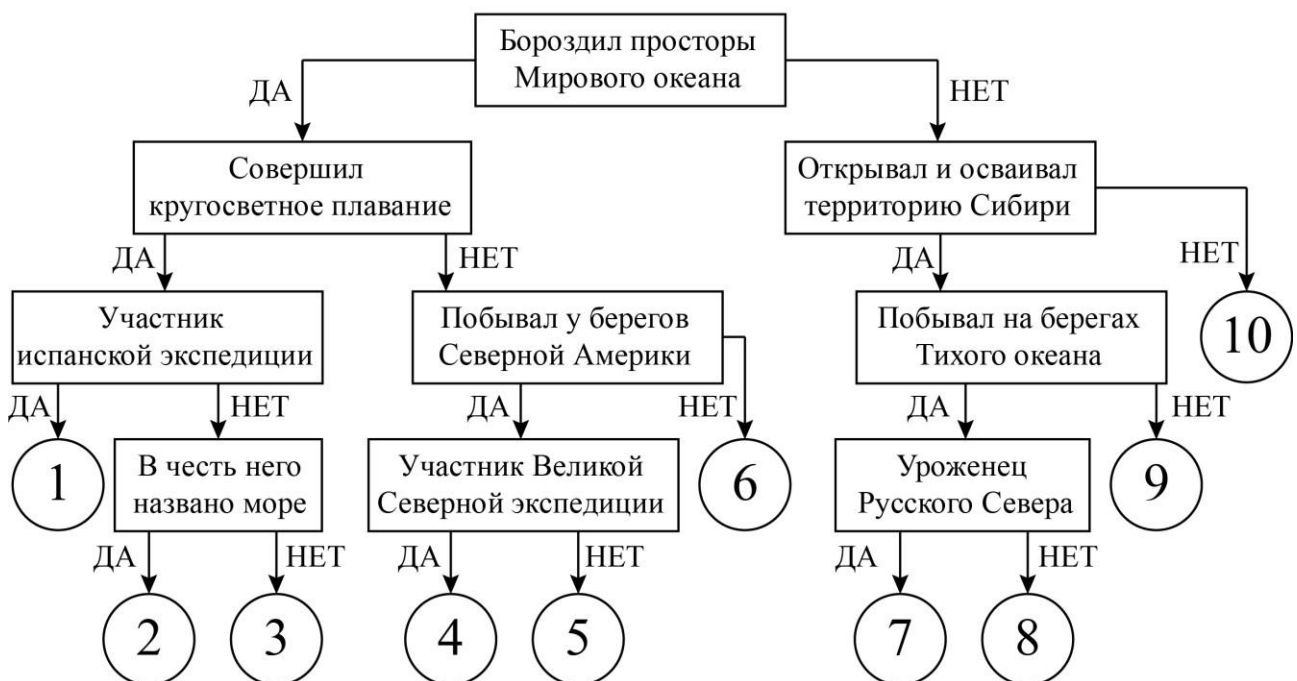 Бороздил просторы
Мирового океана
ДА
НЕТ
Совершил
кругосветное плавание
Открывал и осваивал
территорию Сибири
ДА
НЕТ
ДА
НЕТ
Участник
испанской экспедиции
Побывал у берегов
Северной Америки
Побывал на берегах
Тихого океана
10
ДА
НЕТ
ДА
НЕТ
ДА
НЕТ
1
В честь него
названо море
Участник Великой
Северной экспедиции
6
Уроженец
Русского Севера
9
ДА
НЕТ
ДА
НЕТ
ДА
НЕТ
2
3
4
5
7
8